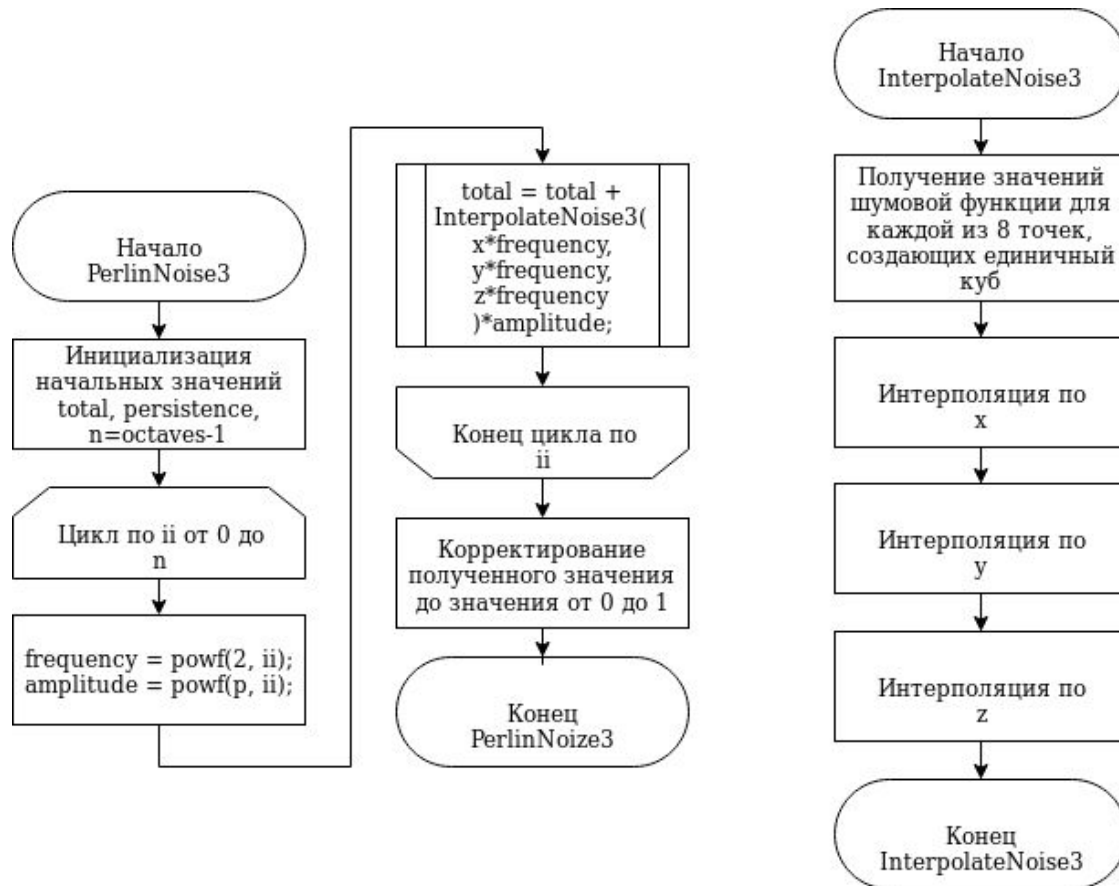 Начало
PerlinNoise3
Инициализация
начальных значений
total, persistence,
n=octaves-1
Цикл по ii от 0 до
n
frequency = powf(2, ii);
amplitude = powf(p, ii);
total = total +
InterpolateNoise3(
x*frequency,
y*frequency,
z*frequency
)*amplitude;
Конец цикла по
ii
Корректирование
полученного значения
до значения от 0 до 1
Конец
PerlinNoize3
Начало
InterpolateNoise3
Получение значений
шумовой функции для
каждой из 8 точек,
создающих единичный
куб
Интерполяция по
x
Интерполяция по
y
Интерполяция по
z
Конец
InterpolateNoise3